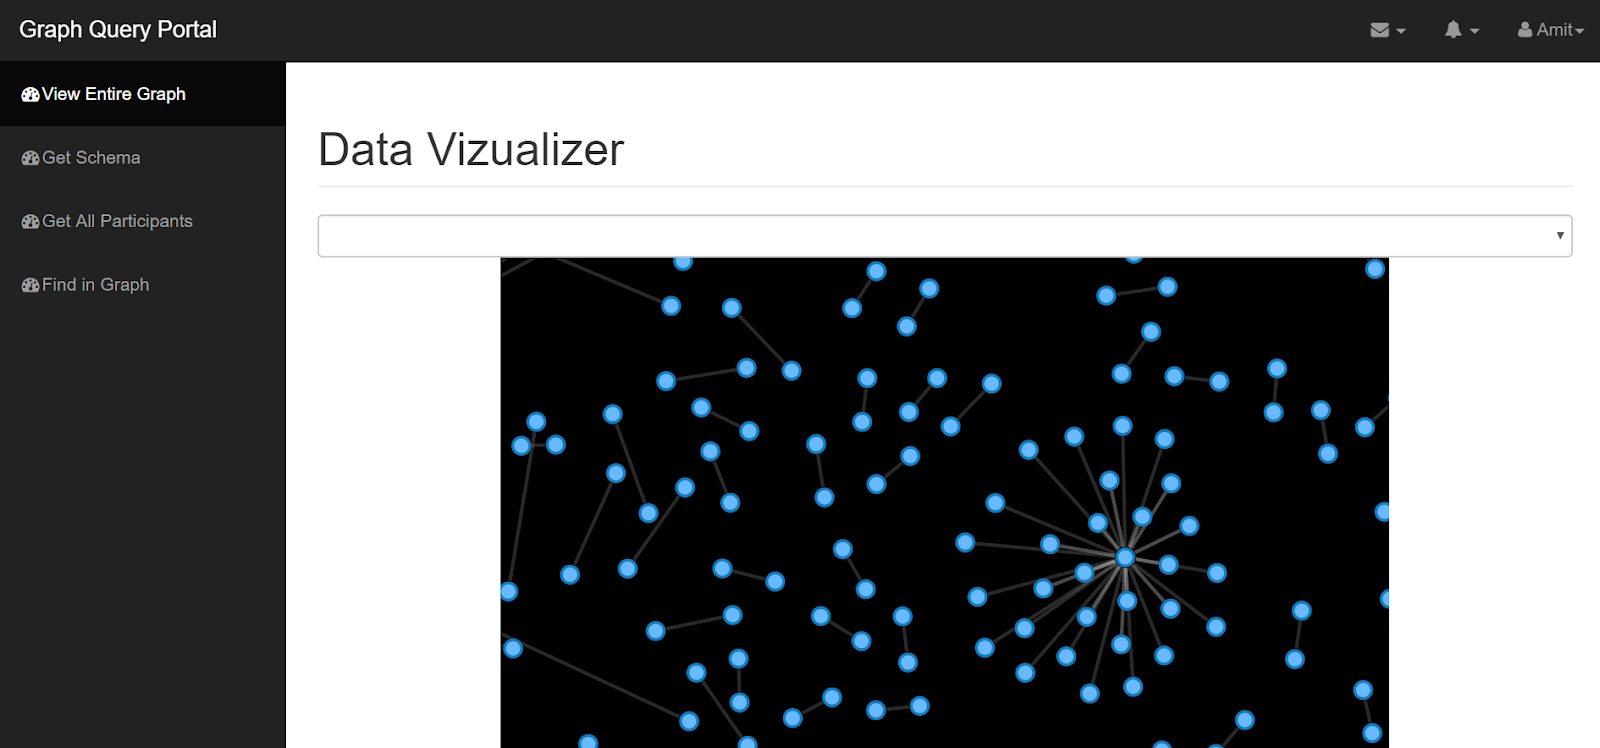 Graph Query Portal
Amit
View Entire Graph
Get Schema
Get All Participants
Find in Graph
Data Vizualizer